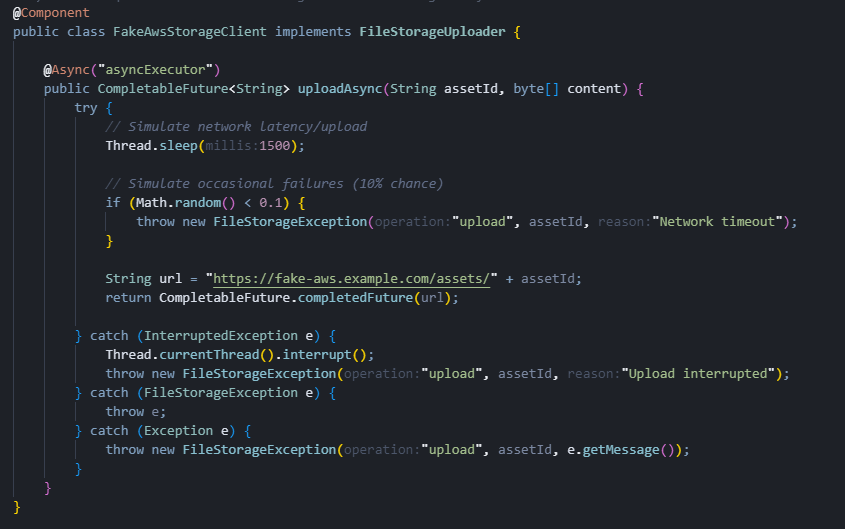 @Component
public class FakeAwsStorageClient implements FileStorageUploader {
@Async("asyncExecutor")
public CompletableFuture<String> uploadAsync(String assetId, byte[] content) {
try {
// Simulate network latency/upload
Thread.sleep(millis:1500);
// Simulate occasional failures (10% chance)
if (Math.random() < 0.1) {
throw new FileStorageException(operation:"upload", assetId, reason:"Network timeout");
}
String url = "https://fake-aws.example.com/assets/" + assetId;
return CompletableFuture.completedFuture(url);
} catch (InterruptedException e) {
Thread.currentThread().interrupt();
throw new FileStorageException(operation:"upload", assetId, reason:"Upload interrupted");
} catch (FileStorageException e) {
throw e;
} catch (Exception e) {
throw new FileStorageException(operation:"upload", assetId, e.getMessage());
}
}
}